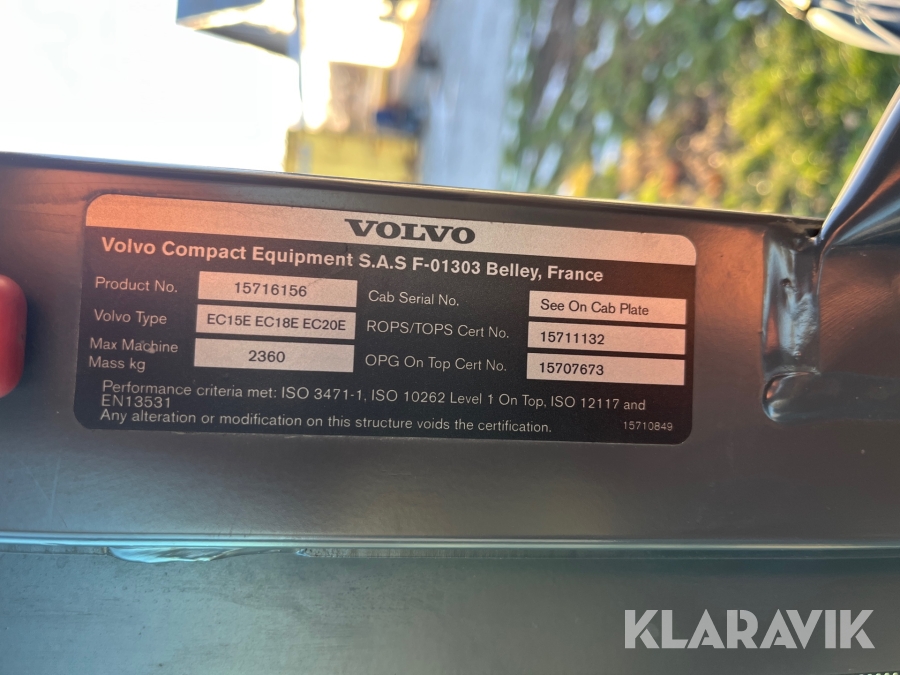 VOLVO
Volvo Compact Equipment S.A.S F-01303 Belley, France
Product No. 15716156 Cab Serial No. See On Cab Plate
Volvo Type EC15E EC18E EC20E ROPS/TOPS Cert No. 15711132
Max Machine
Mass kg 2360 OPG On Top Cert No. 15707673
Performance criteria met: ISO 3471-1, ISO 10262 Level 1 On Top, ISO 12117 and
EN13531
Any alteration or modification on this structure voids the certification. 15710849
KLARAVIK